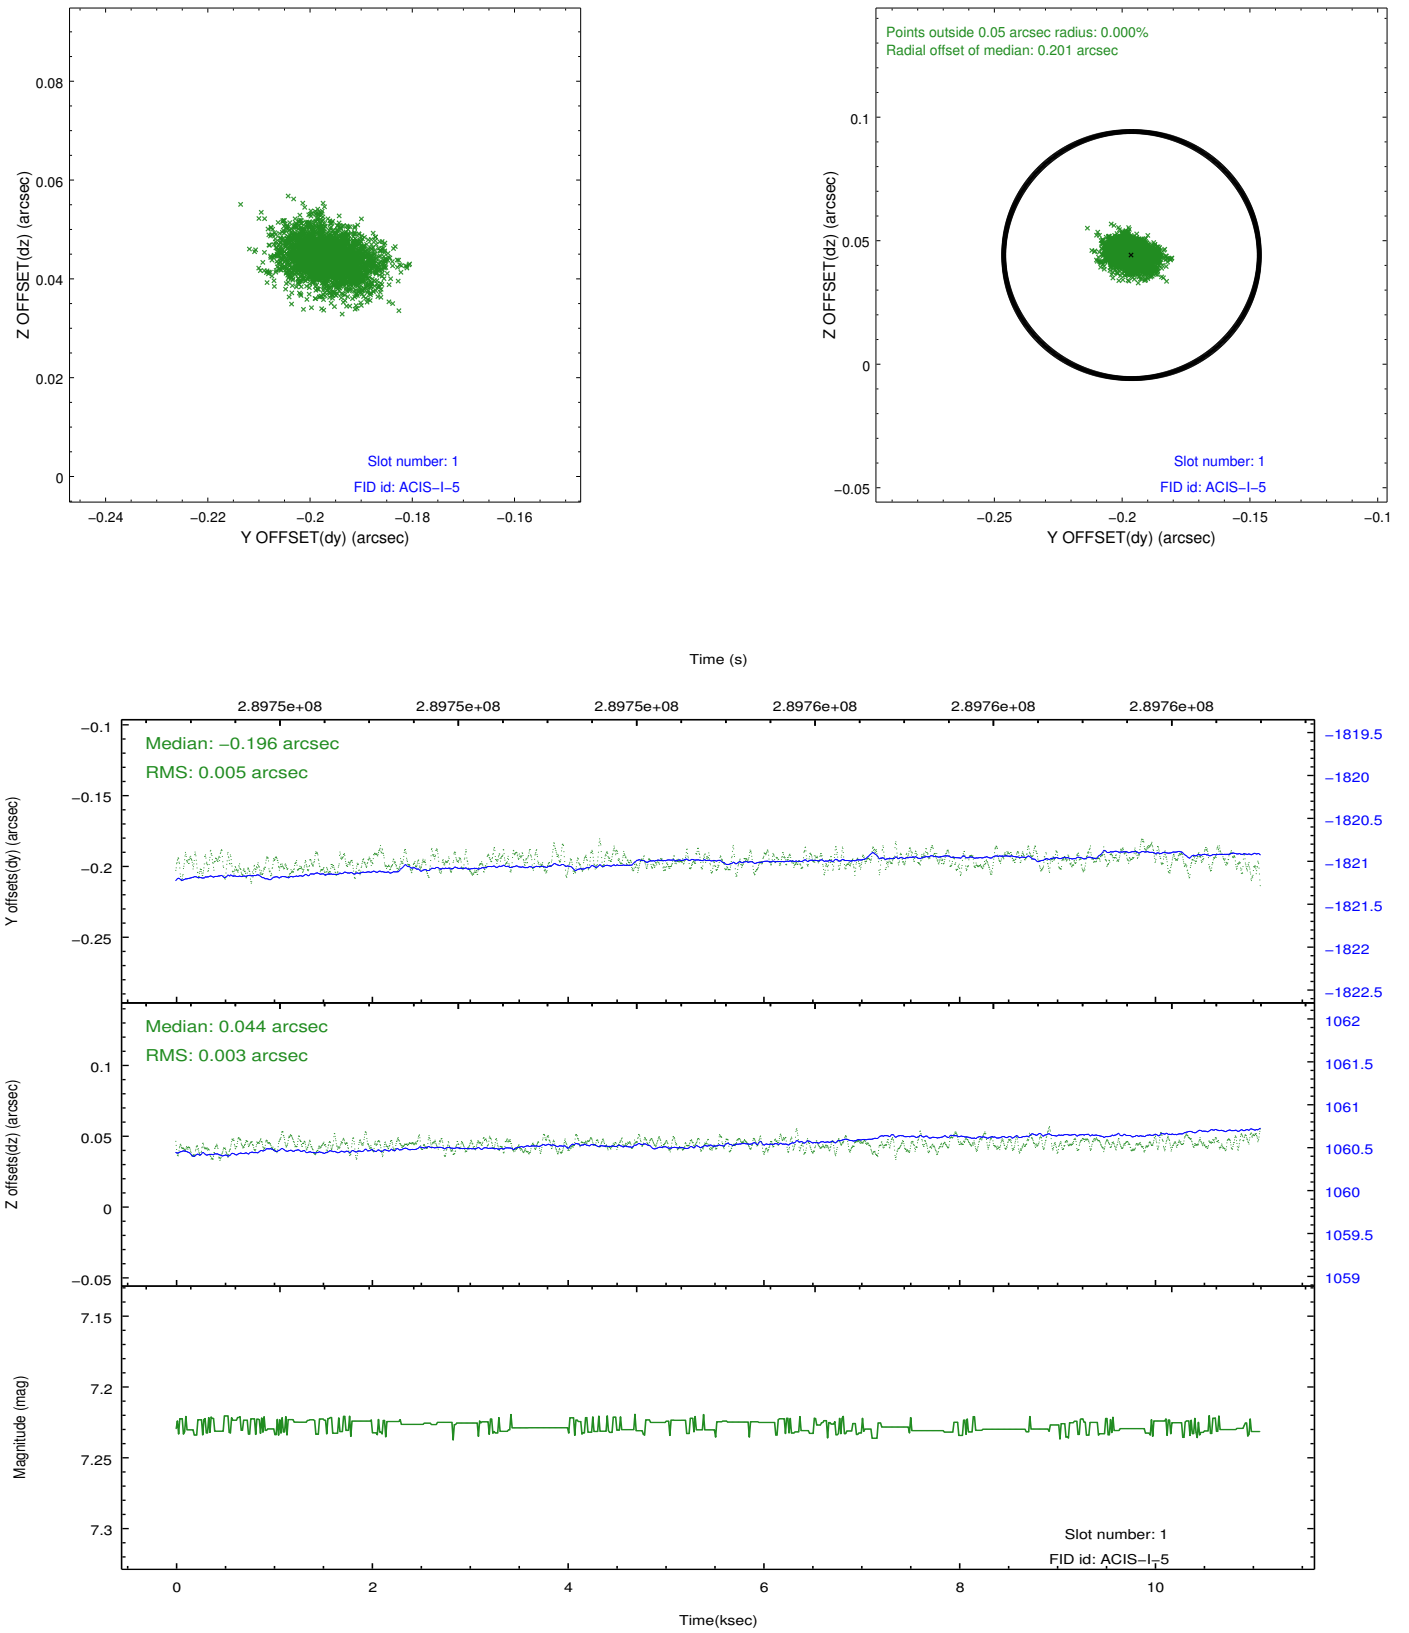 0.08
0.06
0.04
0.02
0
Z OFFSET(dz) (arcsec)
Slot number: 1
FID id: ACIS−I−5
−0.24 −0.22 −0.2 −0.18 −0.16
Y OFFSET(dy) (arcsec)
Points outside 0.05 arcsec radius: 0.000%
Radial offset of median: 0.201 arcsec
0.1
0.05
0
−0.05
Z OFFSET(dz) (arcsec)
Slot number: 1
FID id: ACIS−I−5
−0.25 −0.2 −0.15 −0.1
Y OFFSET(dy) (arcsec)
Time (s)
2.8975e+08 2.8975e+08 2.8975e+08 2.8976e+08 2.8976e+08 2.8976e+08
Median: −0.196 arcsec
RMS: 0.005 arcsec
−0.1
−0.15
−0.2
−0.25
Y offsets(dy) (arcsec)
−1819.5
−1820
−1820.5
−1821
−1821.5
−1822
−1822.5
Median: 0.044 arcsec
RMS: 0.003 arcsec
0.1
0.05
0
−0.05
Z offsets(dz) (arcsec)
1062
1061.5
1061
1060.5
1060
1059.5
1059
7.15
7.2
7.25
7.3
Magnitude (mag)
Slot number: 1
FID id: ACIS−I−5
0 2 4 6 8 10
Time(ksec)